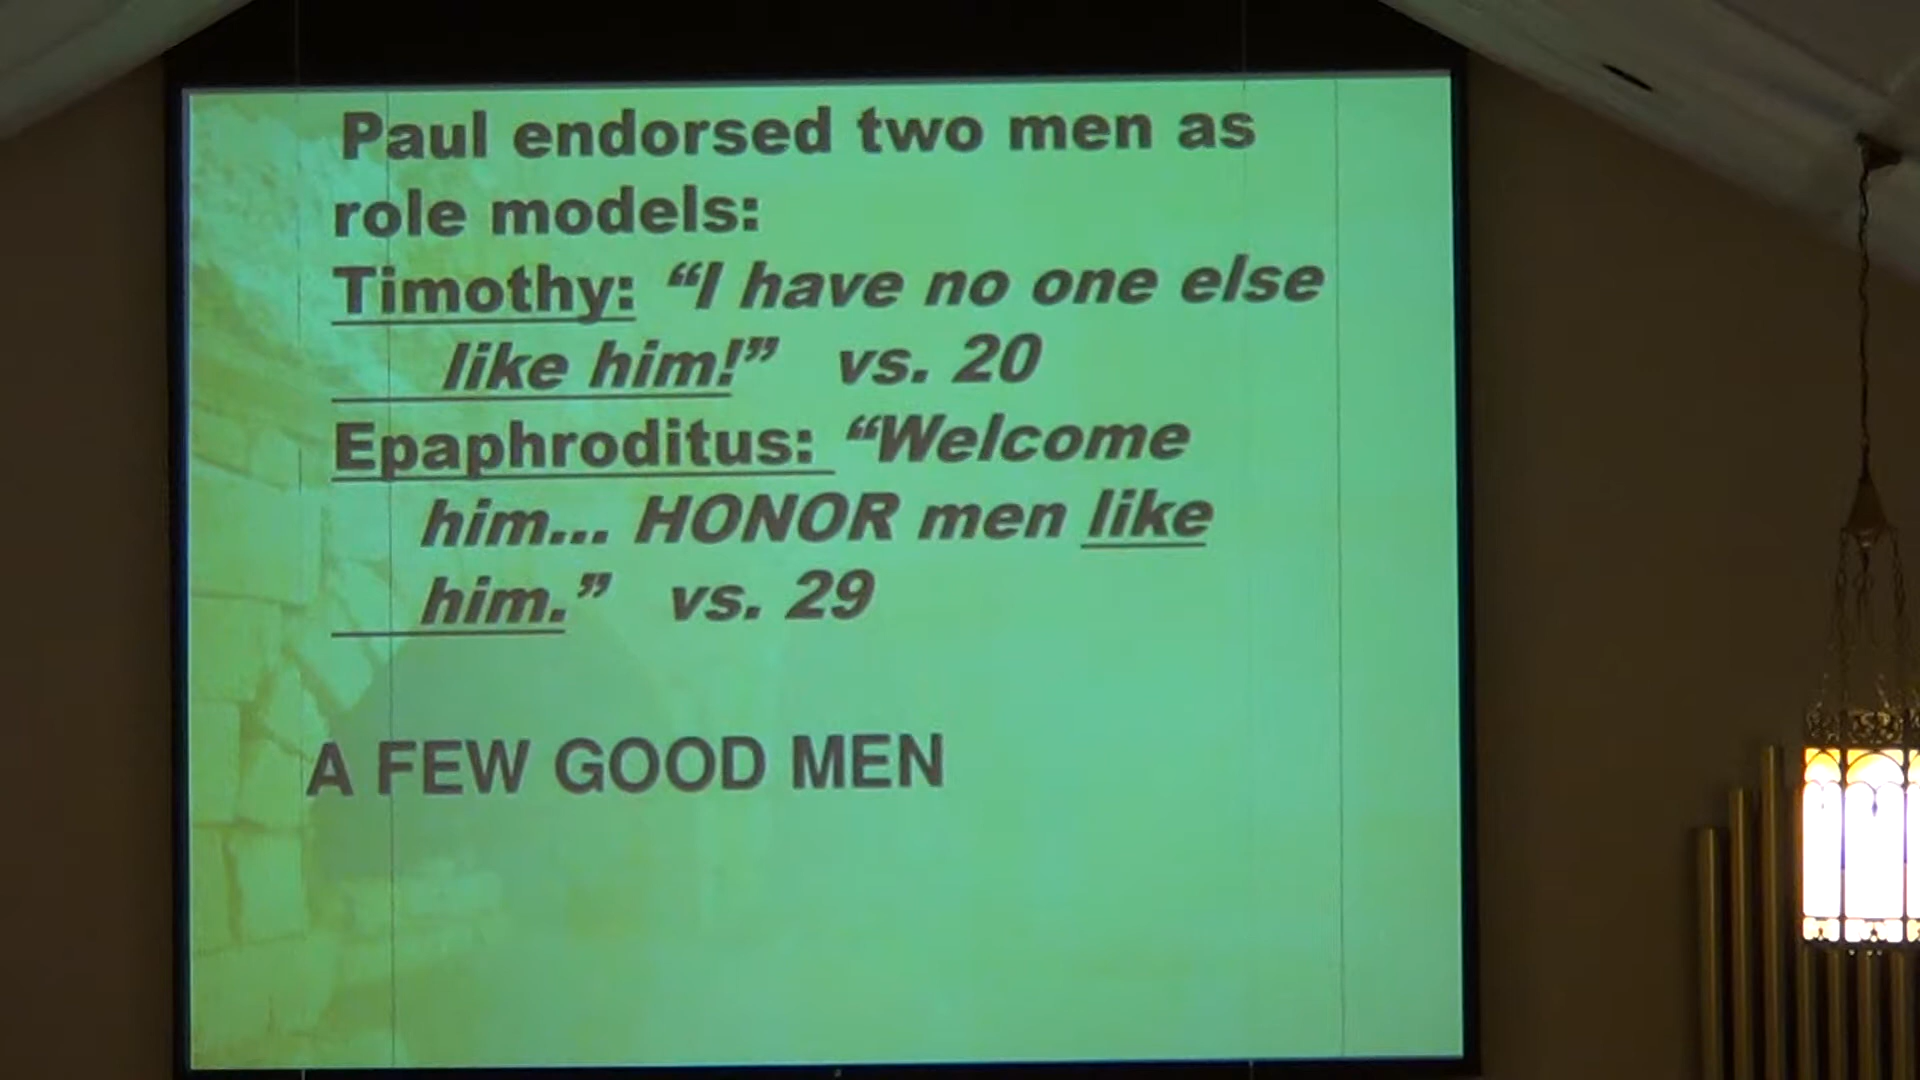 Paul endorsed two men as
role models:
Timothy: “I have no one else
like him!” vs. 20
Epaphroditus: “Welcome
him... HONOR men like
him.” vs. 29
A FEW GOOD MEN